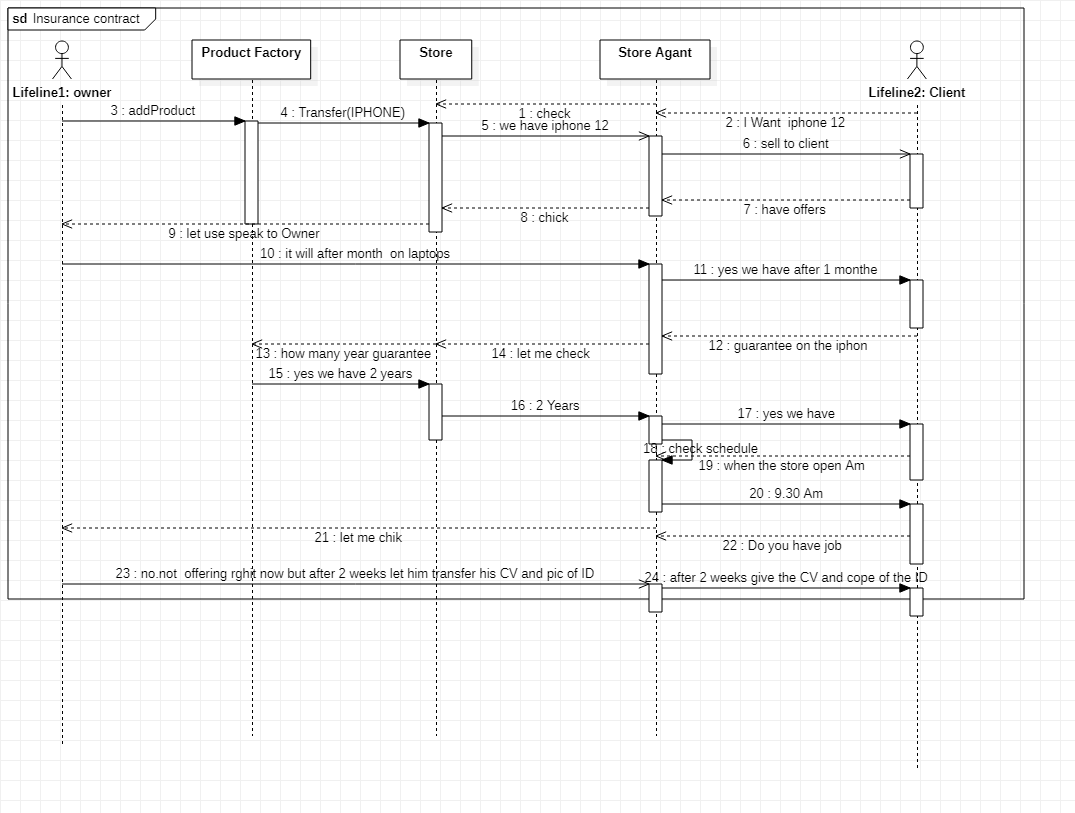 sd Insurance contract
Product Factory
Store
Store Agant
Lifeline1: owner
Lifeline2: Client
3 : addProduct
4 : Transfer(IPHONE)
1 : check
2 : I Want  iphone 12
5 : we have iphone 12
6 : sell to client
7 : have offers
8 : chick
9 : let use speak to Owner
10 : it will after month  on laptops
11 : yes we have after 1 monthe
12 : guarantee on the iphon
13 : how many year guarantee
14 : let me check
15 : yes we have 2 years
16 : 2 Years
17 : yes we have
18 : check schedule
19 : when the store open Am
20 : 9.30 Am
21 : let me chik
22 : Do you have job
23 : no.not  offering rghit now but after 2 weeks let him transfer his CV and pic of ID
24 : after 2 weeks give the CV and cope of the ID